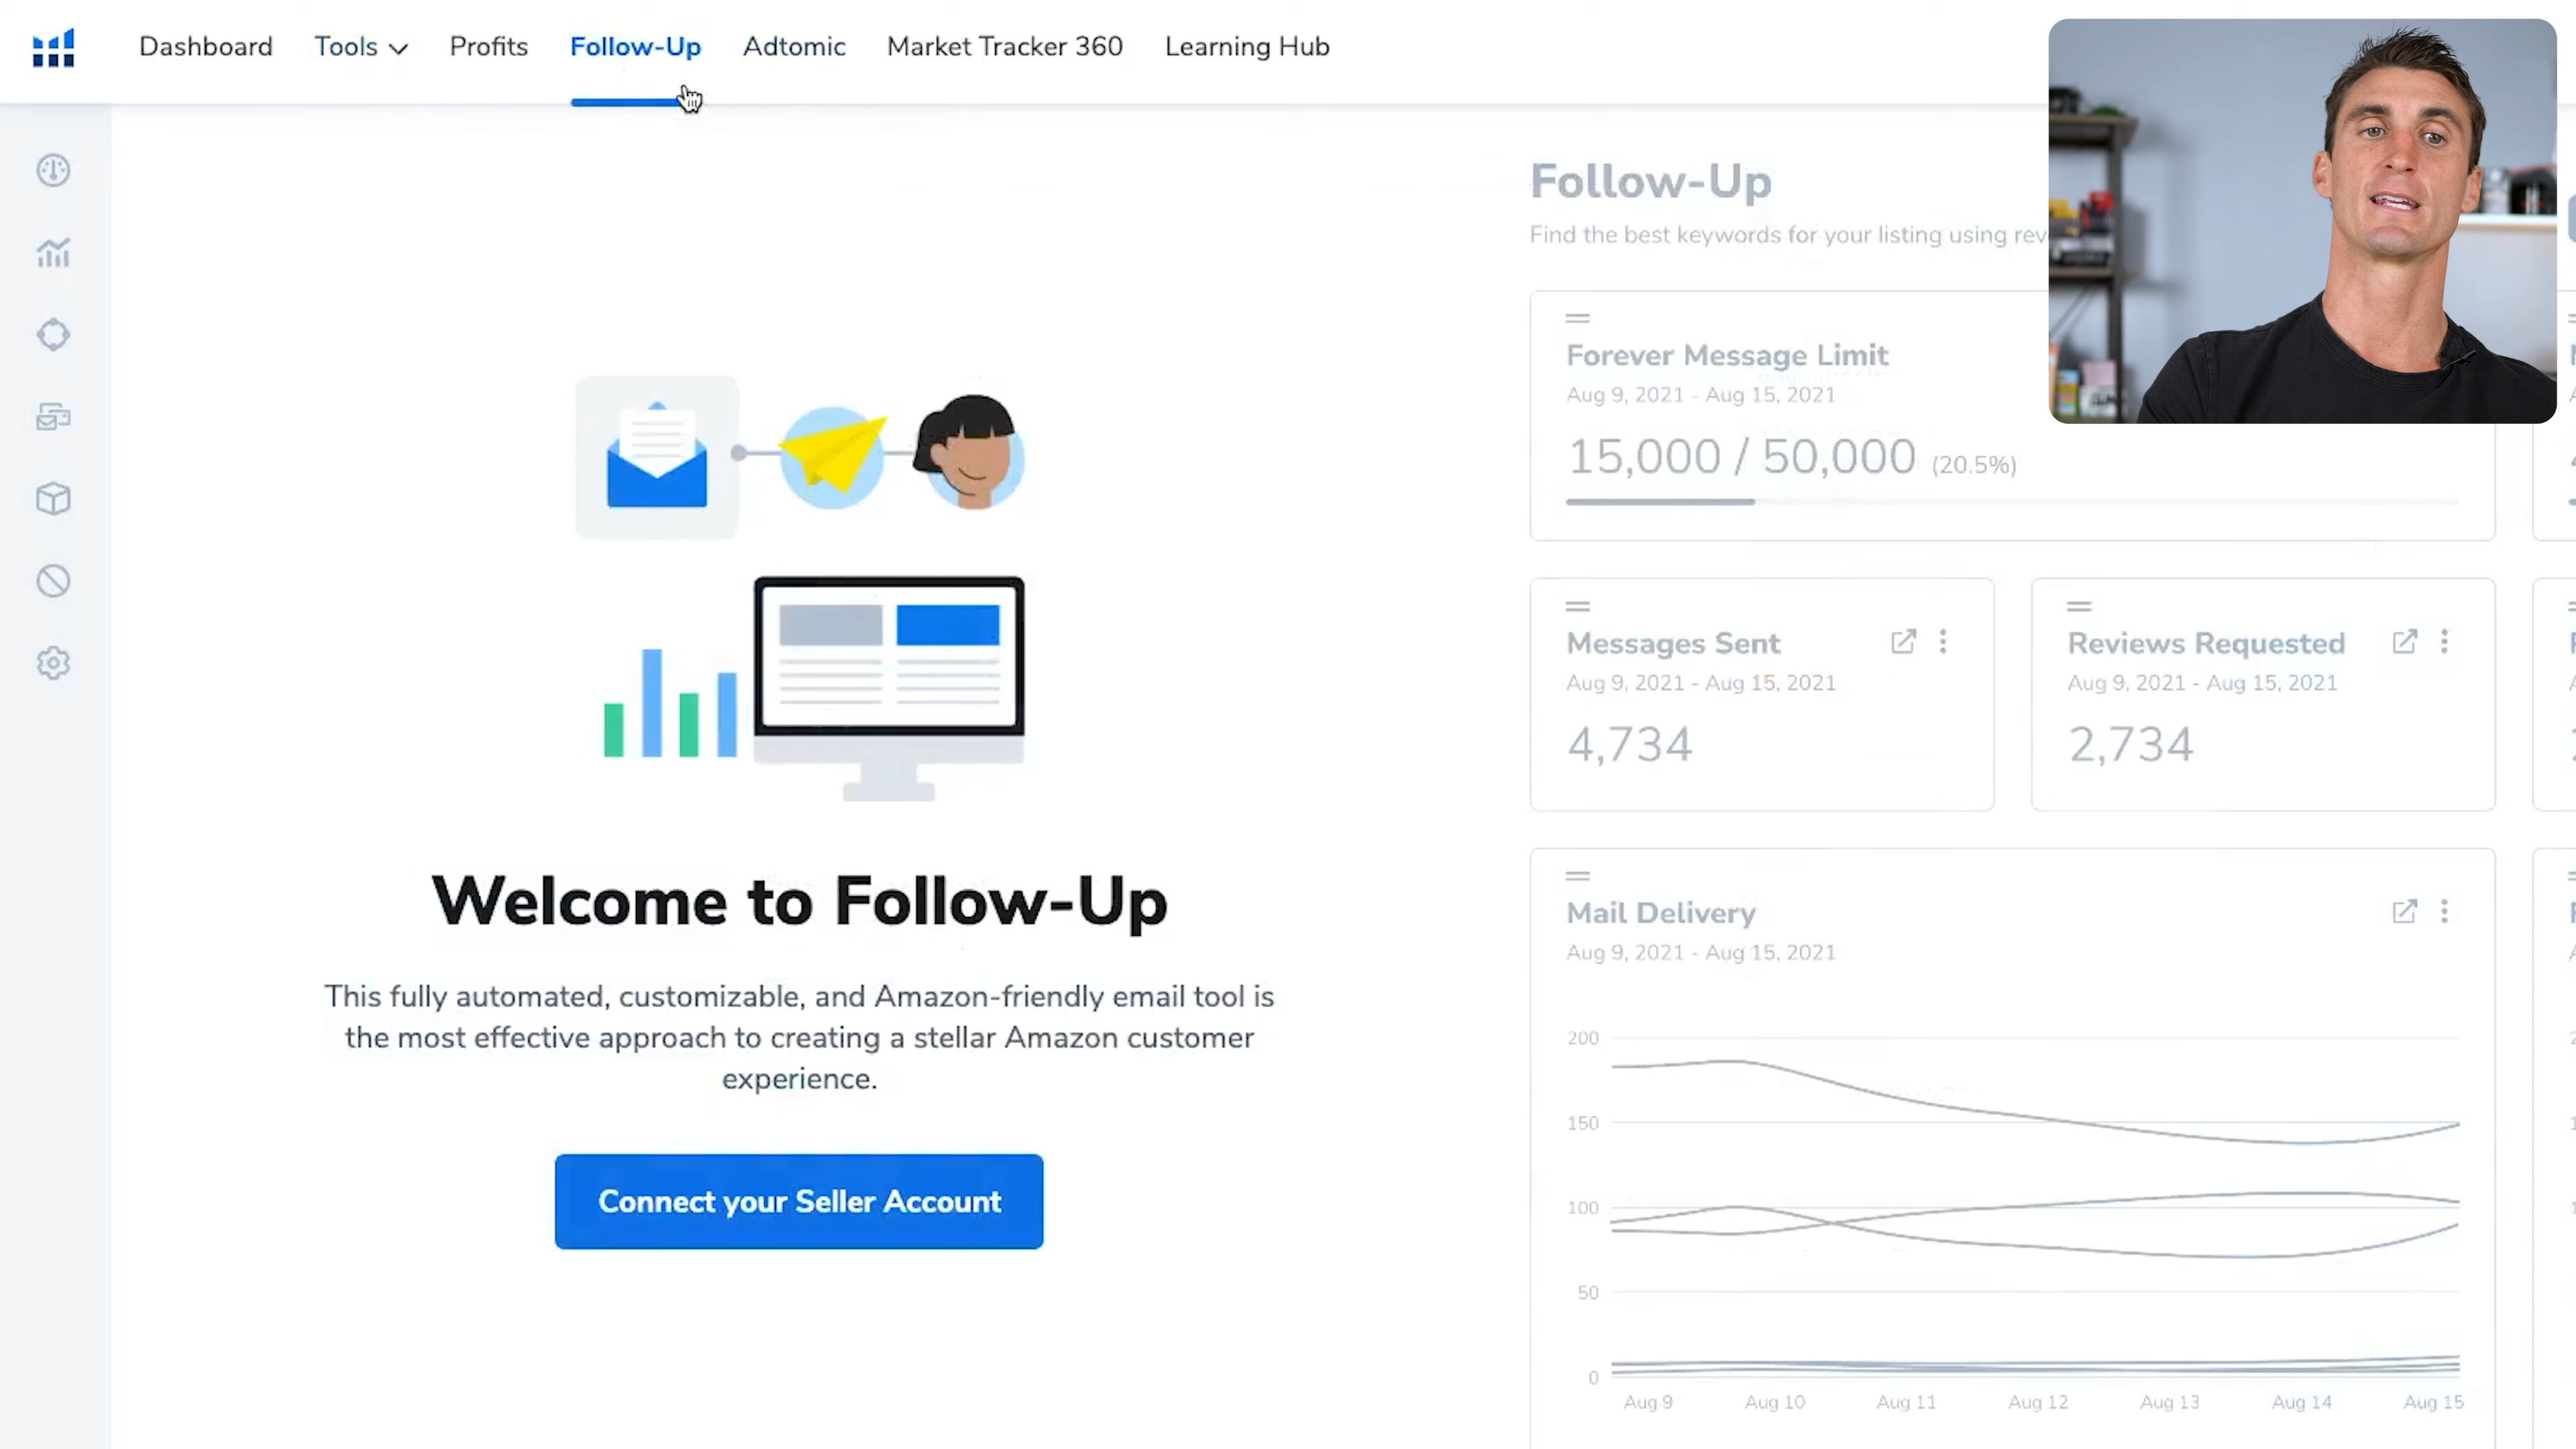 Dashboard Tools Profits Follow-Up Adtomic Market Tracker 360 Learning Hub
Welcome to Follow-Up
This fully automated, customizable, and Amazon-friendly email tool is
the most effective approach to creating a stellar Amazon customer
experience.
Connect your Seller Account
Follow-Up
Find the best keywords for your listing using
Forever Message Limit
Aug 9, 2021 - Aug 15, 2021
15,000 / 50,000 (20.5%)
Messages Sent
Aug 9, 2021 - Aug 15, 2021
4,734
Reviews Requested
Aug 9, 2021 - Aug 15, 2021
2,734
Mail Delivery
Aug 9, 2021 - Aug 15, 2021
200
150
100
50
0
Aug 9 Aug 10 Aug 11 Aug 12 Aug 13 Aug 14 Aug 15